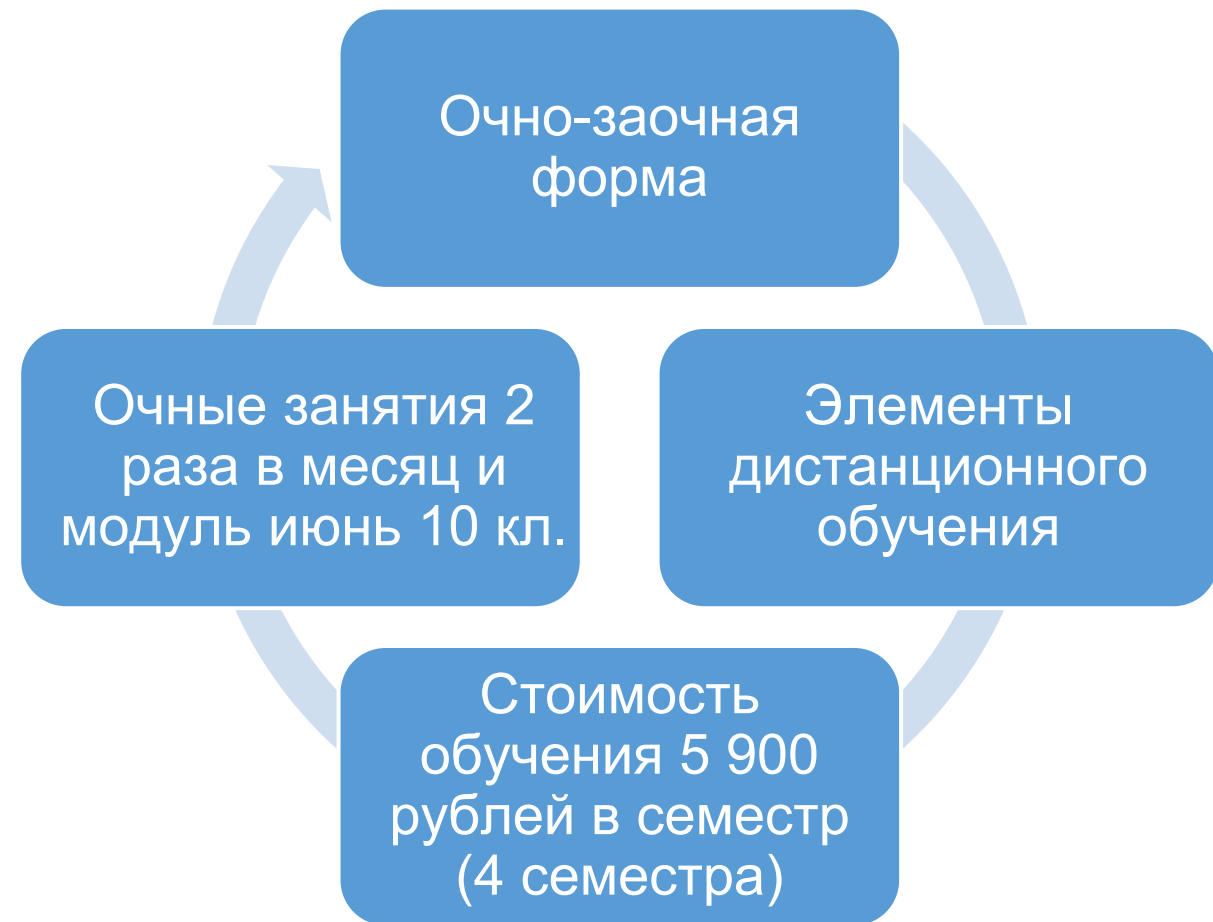 Очно-заочная
форма
Элементы
дистанционного
обучения
Стоимость
обучения 5 900
рублей в семестр
(4 семестра)
Очные занятия 2
раза в месяц и
модуль июнь 10 кл.